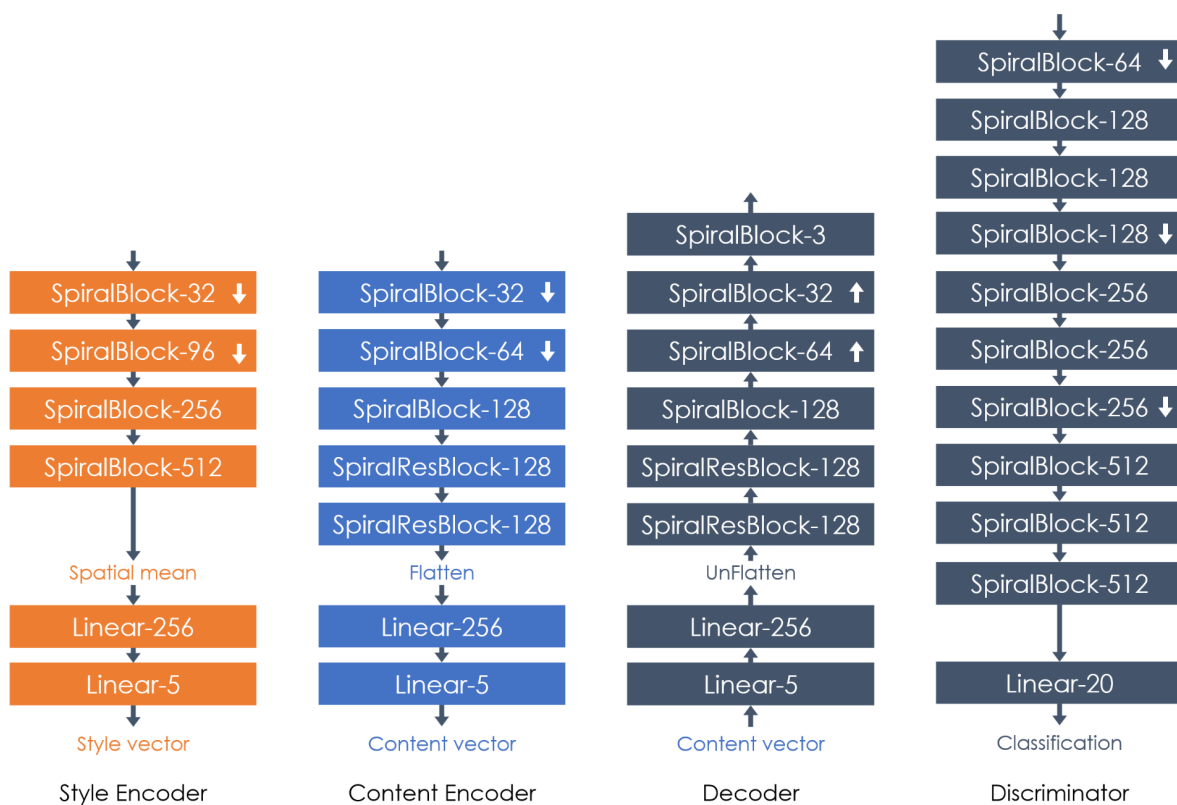 SpiralBlock-32
SpiralBlock-96
SpiralBlock-256
SpiralBlock-512
Spatial mean
Linear-256
Linear-5
Style vector
Style Encoder
SpiralBlock-32
SpiralBlock-64
SpiralBlock-128
SpiralResBlock-128
SpiralResBlock-128
Flatten
Linear-256
Linear-5
Content vector
Content Encoder
SpiralBlock-3
SpiralBlock-32
SpiralBlock-64
SpiralBlock-128
SpiralResBlock-128
SpiralResBlock-128
UnFlatten
Linear-256
Linear-5
Content vector
Decoder
SpiralBlock-64
SpiralBlock-128
SpiralBlock-128
SpiralBlock-128
SpiralBlock-256
SpiralBlock-256
SpiralBlock-256
SpiralBlock-512
SpiralBlock-512
SpiralBlock-512
Linear-20
Classification
Discriminator